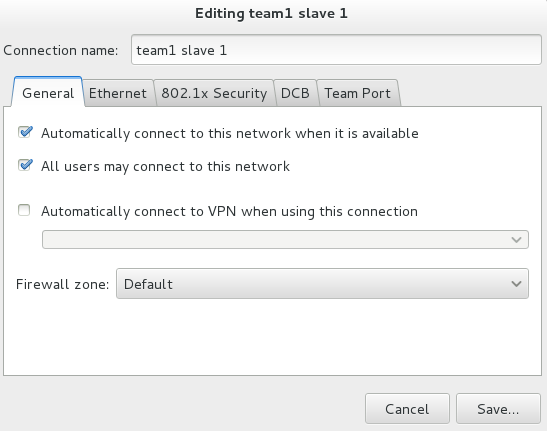 Editing team1 slave 1
Connection name: team1 slave 1
General Ethernet 802.1x Security DCB Team Port
Automatically connect to this network when it is available
All users may connect to this network
Automatically connect to VPN when using this connection
Firewall zone: Default
Cancel Save...